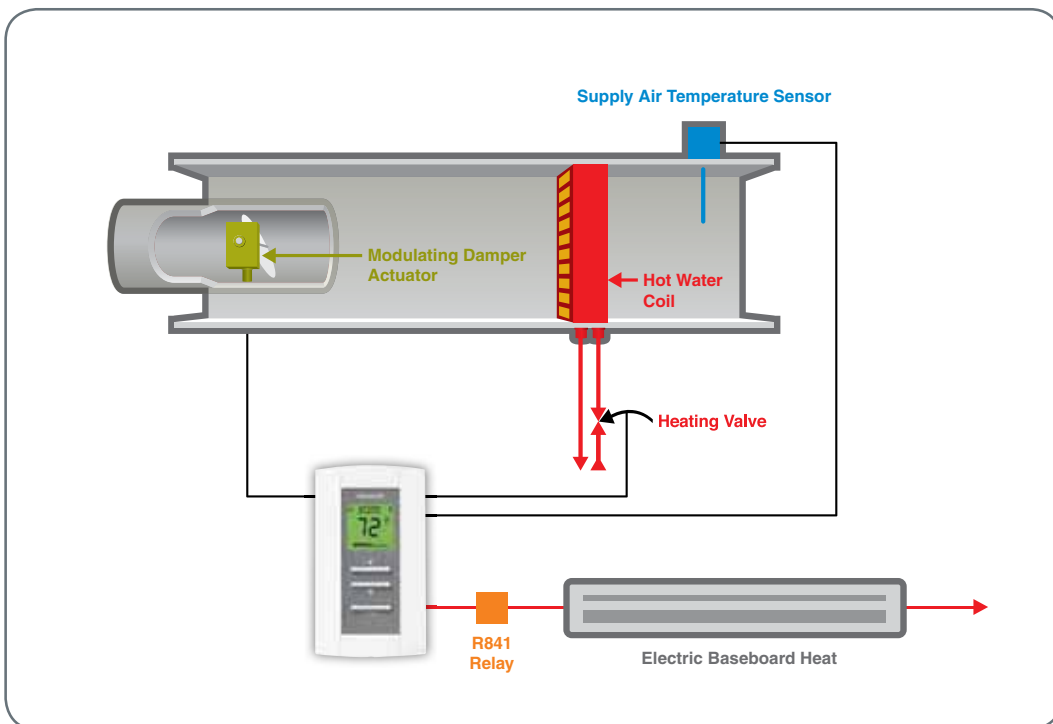 Supply Air Temperature Sensor
Modulating Damper
Actuator
Hot Water
Coil
Heating Valve
72
R841
Relay
Electric Baseboard Heat